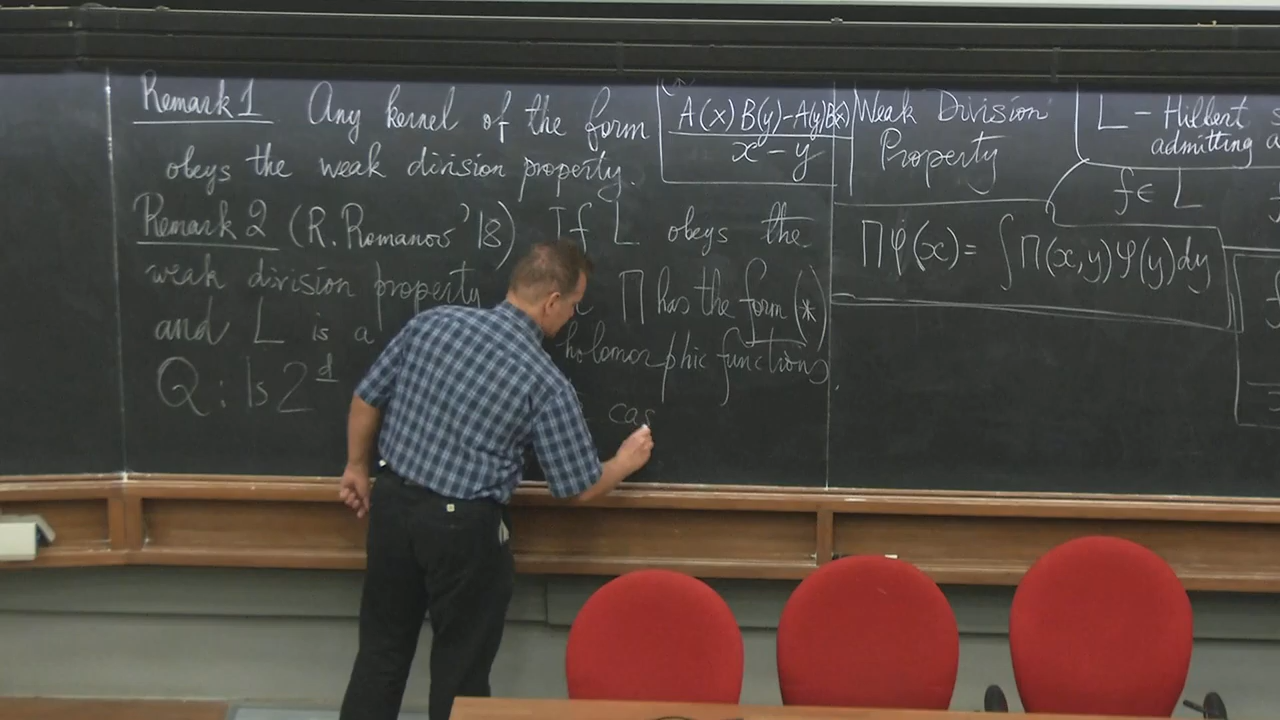 Remark 1 Any kernel of the form A(x)B(y)-A(y)B(x) / x-y
obeys the weak division property.
Remark 2 (R.Romanov '18) If L obeys the
weak division property Π has the form (*)
and L is a holomorphic functions.
Q: Is 2d cas
Weak Division
Property
Πφ(x) = ∫Π(x,y)φ(y)dy
L - Hilbert
admitting a
f∈L